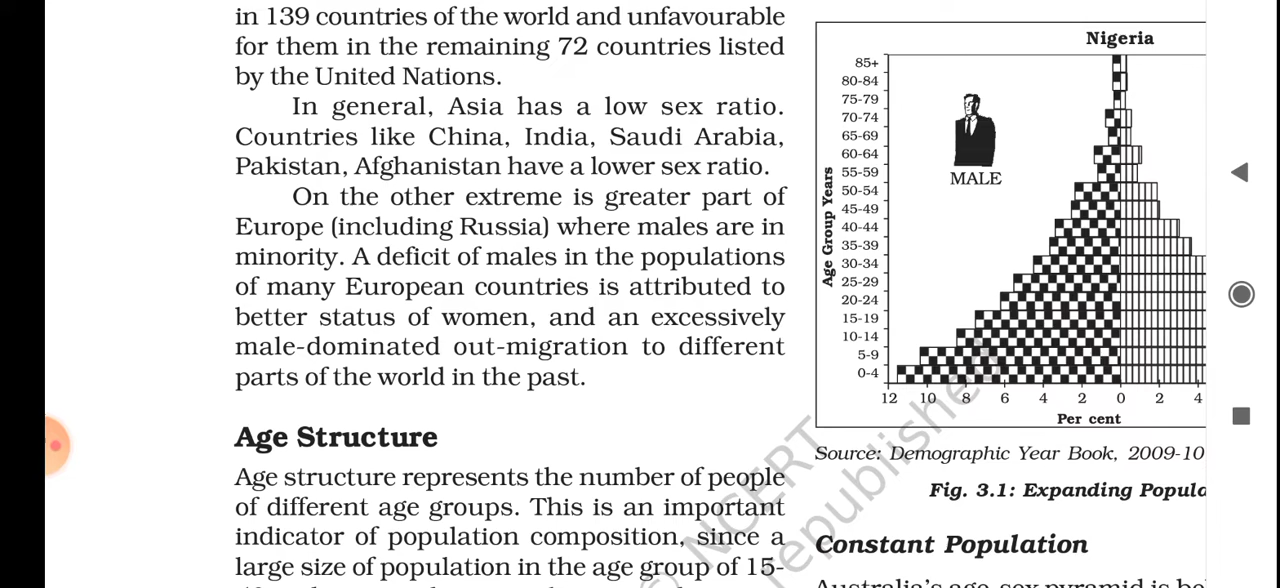 in 139 countries of the world and unfavourable
for them in the remaining 72 countries listed
by the United Nations.
In general, Asia has a low sex ratio.
Countries like China, India, Saudi Arabia,
Pakistan, Afghanistan have a lower sex ratio.
On the other extreme is greater part of
Europe (including Russia) where males are in
minority. A deficit of males in the populations
of many European countries is attributed to
better status of women, and an excessively
male-dominated out-migration to different
parts of the world in the past.
Age Structure
Age structure represents the number of people
of different age groups. This is an important
indicator of population composition, since a
large size of population in the age group of 15-
Nigeria
Age Group Years
85+
80-84
75-79
70-74
65-69
60-64
55-59
50-54
45-49
40-44
35-39
30-34
25-29
20-24
15-19
10-14
5-9
0-4
MALE
12 10 8 6 4 2 0 2 4
Per cent
Source: Demographic Year Book, 2009-10
Fig. 3.1: Expanding Popula
Constant Population
Australia's age-sex pyramid is be
NCERT
republished